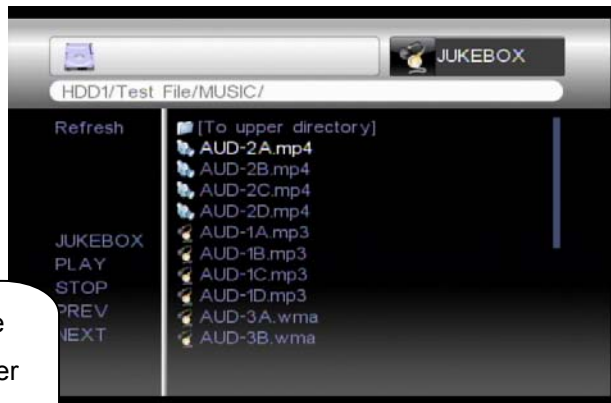 JUKEBOX
HDD1/Test File/MUSIC/
Refresh
JUKEBOX
PLAY
STOP
PREV
NEXT
[To upper directory]
AUD-2A.mp4
AUD-2B.mp4
AUD-2C.mp4
AUD-2D.mp4
AUD-1A.mp3
AUD-1B.mp3
AUD-1C.mp3
AUD-1D.mp3
AUD-3A.wma
AUD-3B.wma
e
er